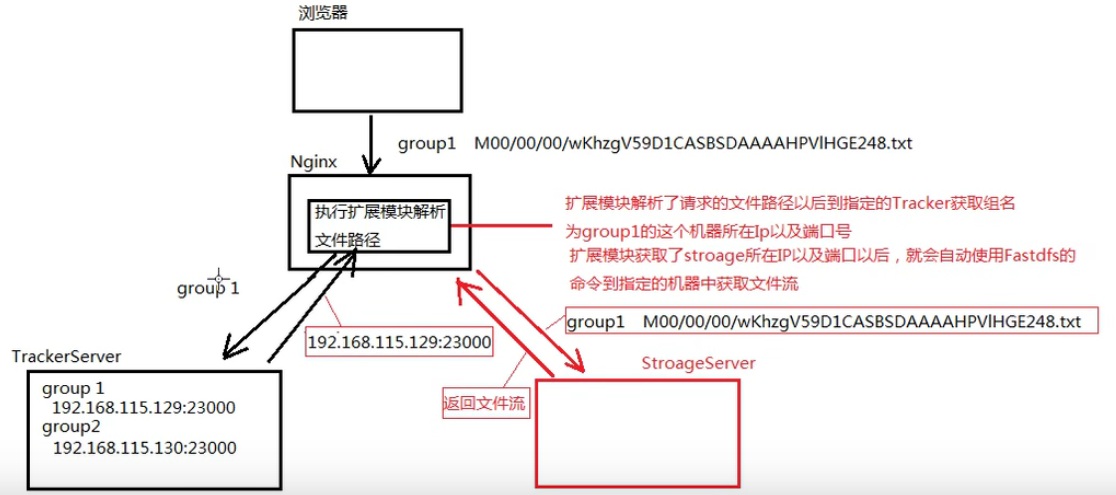 浏览器
group1 M00/00/00/wKhzgV59D1CASBSDAAAAHPVlHGE248.txt
Nginx
执行扩展模块解析
文件路径
扩展模块解析了请求的文件路径以后到指定的Tracker获取组名
为group1的这个机器所在Ip以及端口号
扩展模块获取了stroage所在IP以及端口以后，就会自动使用Fastdfs的
命令到指定的机器中获取文件流
group 1
group1 M00/00/00/wKhzgV59D1CASBSDAAAAHPVlHGE248.txt
192.168.115.129:23000
TrackerServer
StroageServer
group 1
192.168.115.129:23000
group2
192.168.115.130:23000
返回文件流